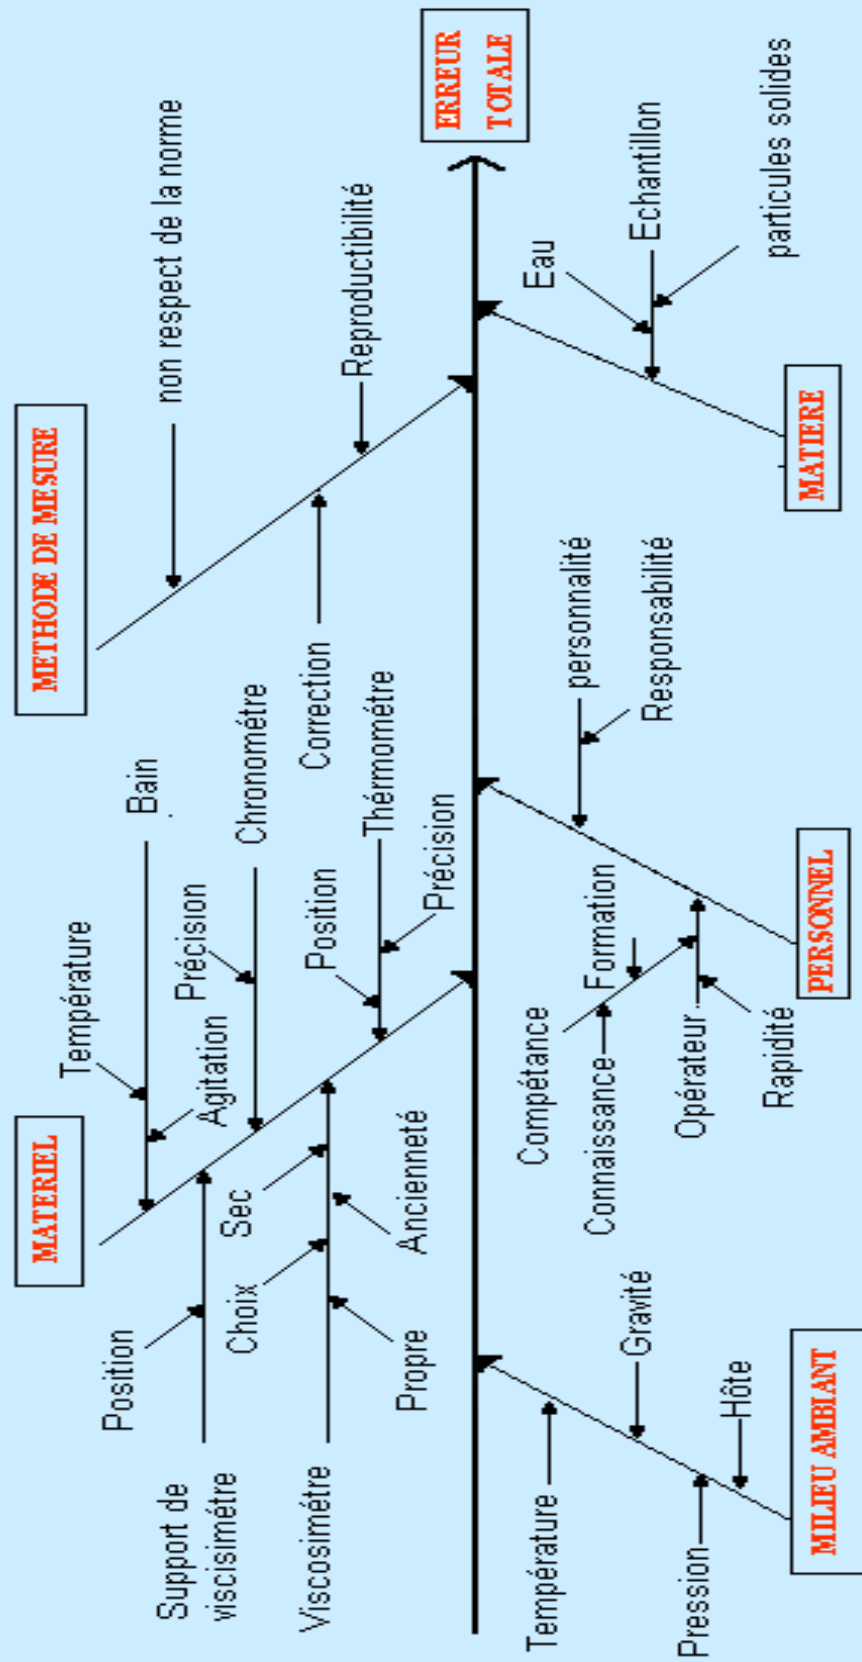 MATERIEL
METHODE DE MESURE
Température
Bain
Agitation
non respect de la norme
Position
Support de
viscisimétre
Précision
Chronométre
Choix
Sec
Correction
Reproductibilité
Viscosimétre
Propre
Ancienneté
Position
Thérmométre
Précision
ERREUR
TOTALE
Température
Gravité
Pression
Hôte
Compétance
Formation
Connaissance
Opérateur
Rapidité
personnalité
Responsabilité
Eau
Echantillon
particules solides
MILIEU AMBIANT
PERSONNEL
MATIERE